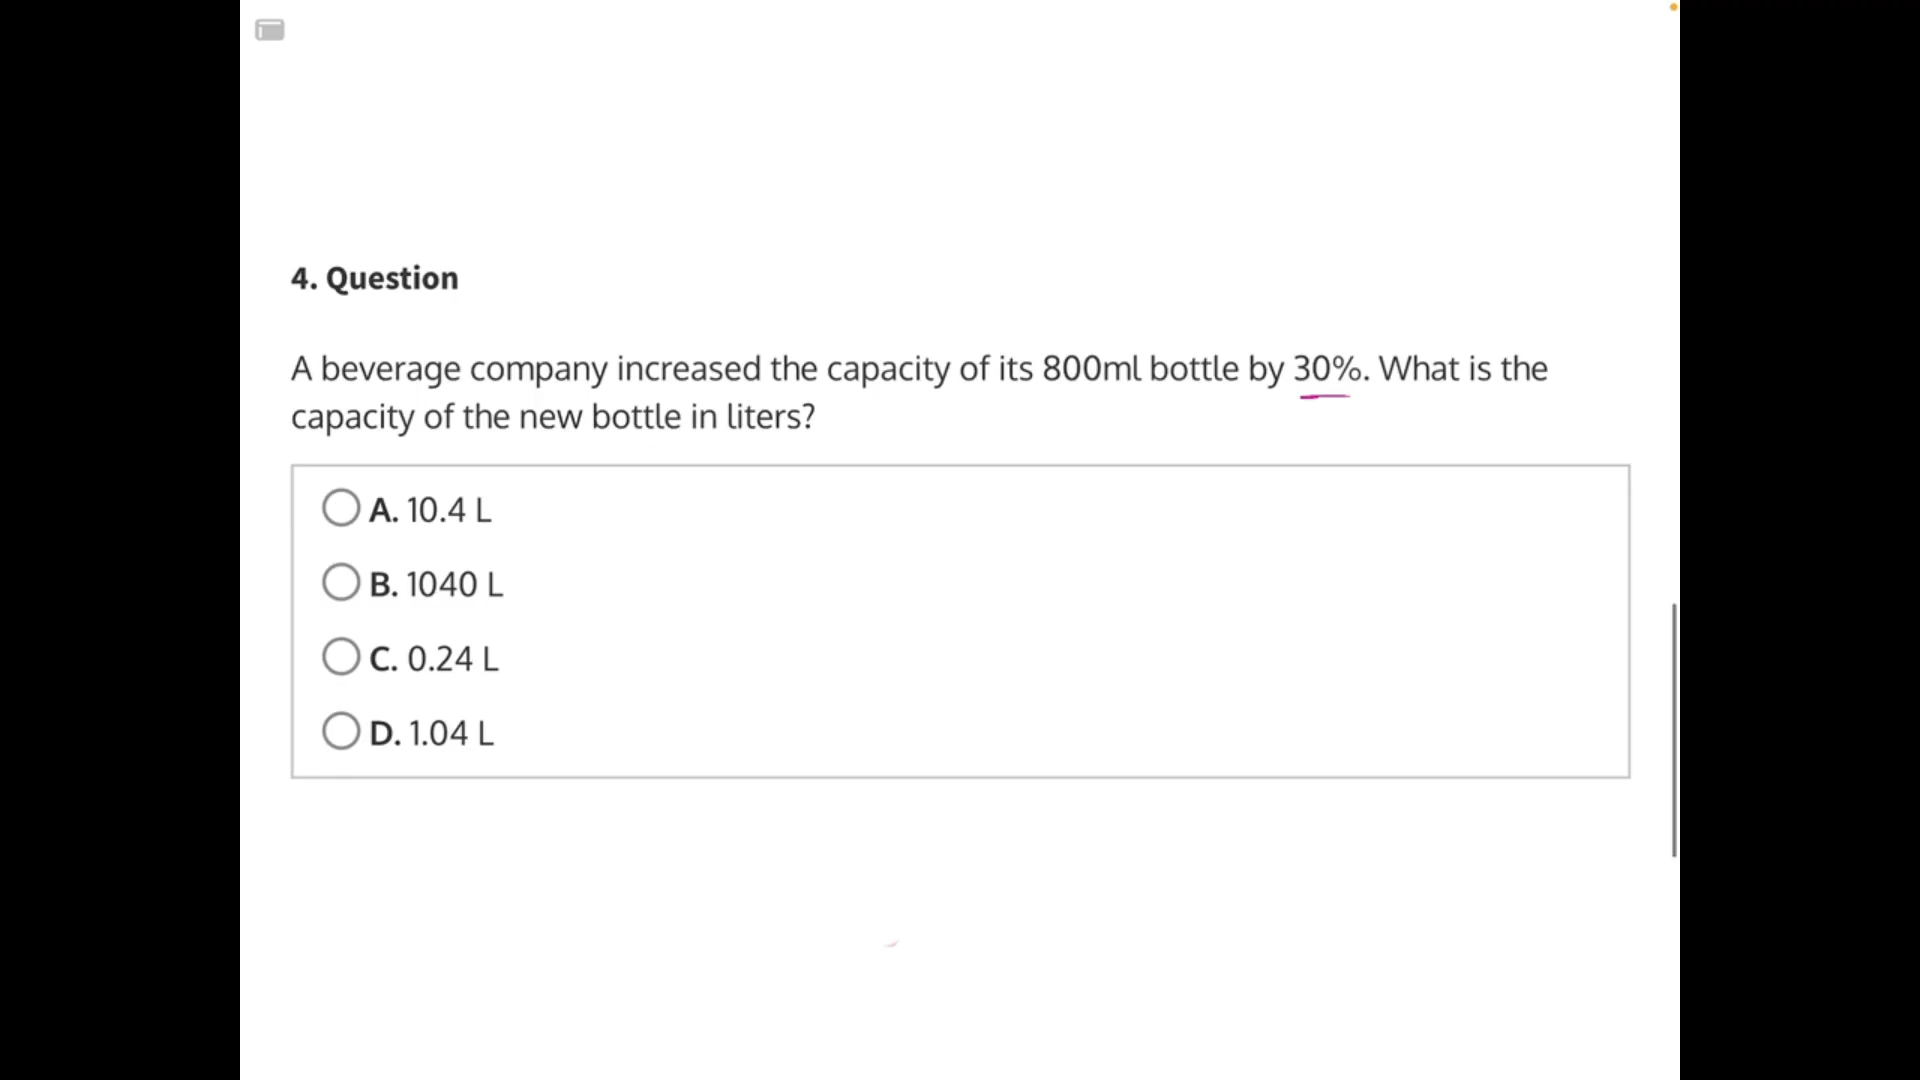 4. Question
A beverage company increased the capacity of its 800ml bottle by 30%. What is the
capacity of the new bottle in liters?
A. 10.4 L
B. 1040 L
C. 0.24 L
D. 1.04 L